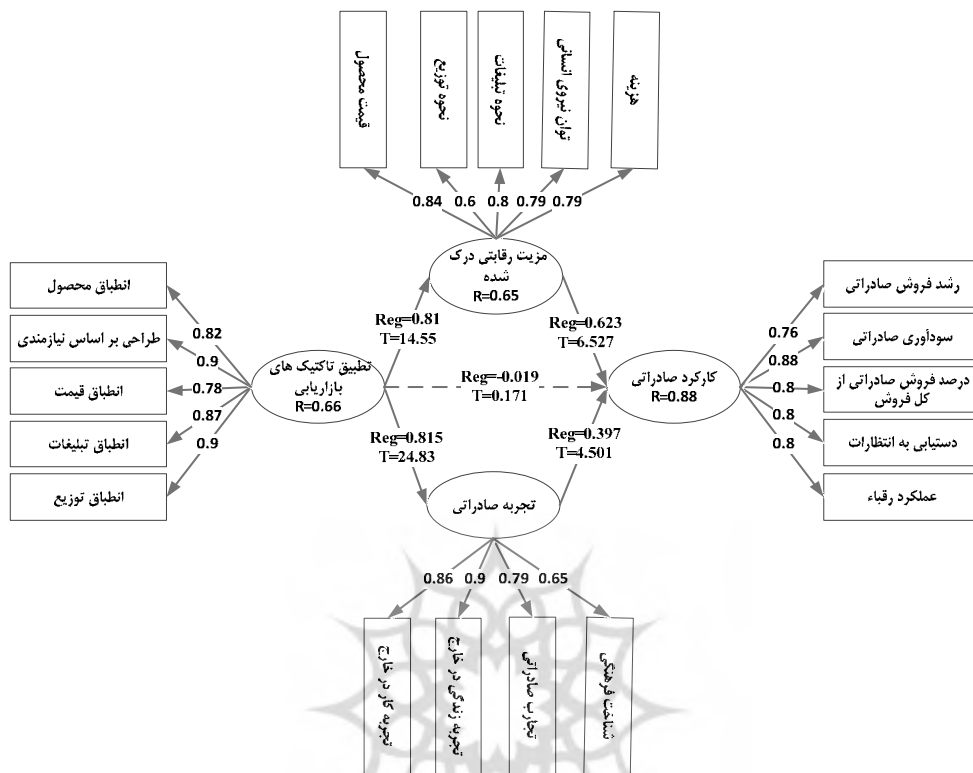 قیمت محصول
نحوه توزیع
نحوه تبلیغات
توان نیروی انسانی
هزینه
0.84
0.6
0.8
0.79
0.79
مزیت رقابتی درک
شده
R=0.65
انطباق محصول
طراحی بر اساس نیازمندی
انطباق قیمت
انطباق تبلیغات
انطباق توزیع
0.82
0.9
0.78
0.87
0.9
تطبیق تاکتیک های
بازاریابی
R=0.66
Reg=0.81
T=14.55
Reg=0.623
T=6.527
Reg=-0.019
T=0.171
Reg=0.815
T=24.83
Reg=0.397
T=4.501
کارکرد صادراتی
R=0.88
0.76
0.88
0.8
0.8
0.8
رشد فروش صادراتی
سودآوری صادراتی
درصد فروش صادراتی از
کل فروش
دستیابی به انتظارات
عملکرد رقباء
تجربه صادراتی
0.86
0.9
0.79
0.65
تجربه کار در خارج
تجربه زندگی در خارج
تجارب صادراتی
شناخت فرهنگی